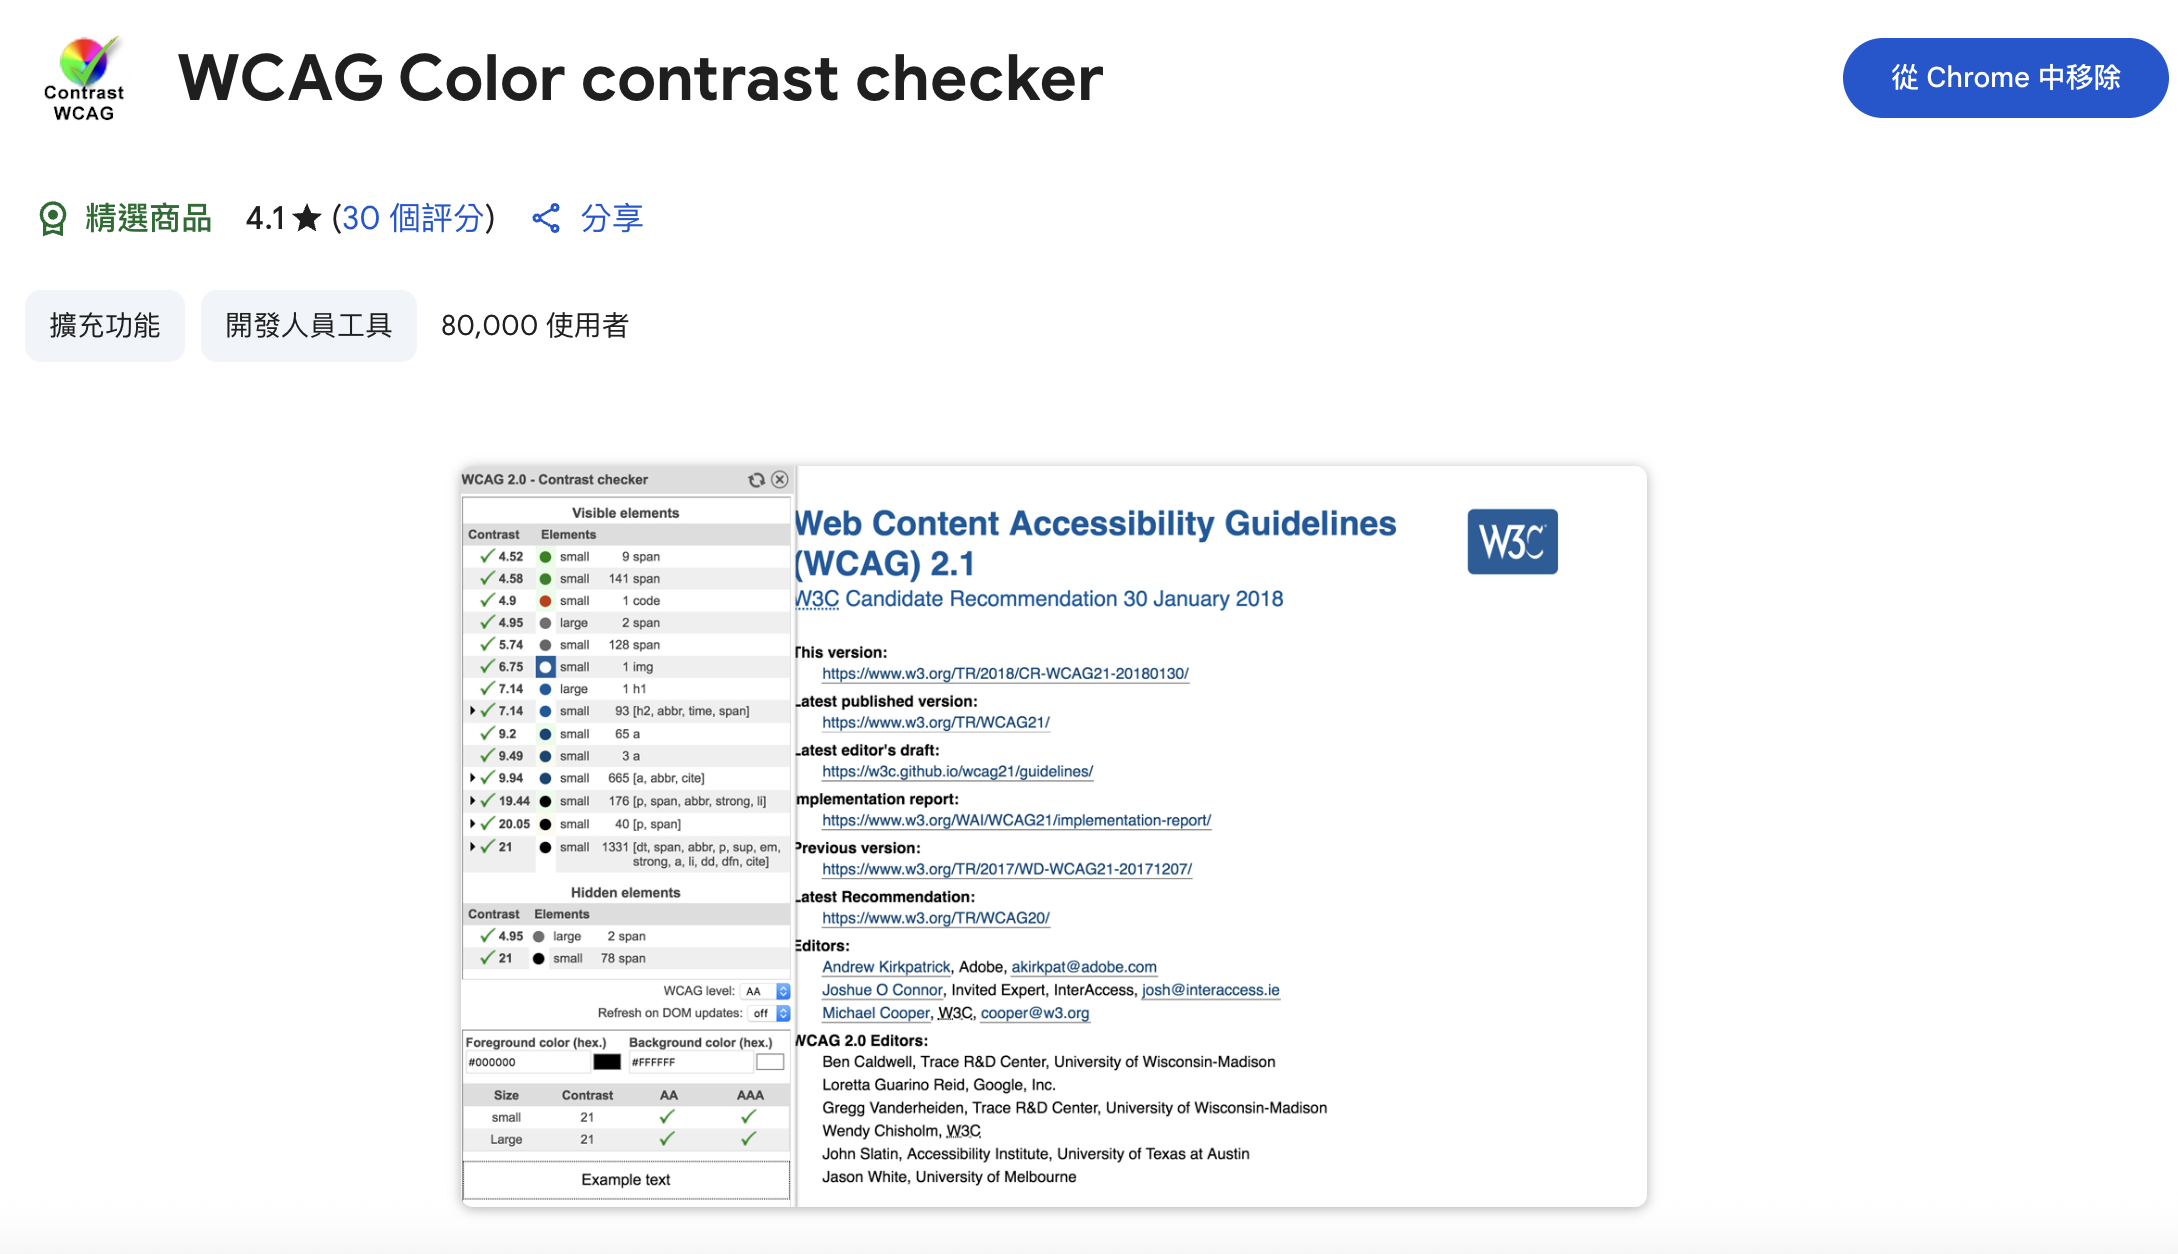 Contrast
WCAG
WCAG Color contrast checker
從 Chrome 中移除
精選商品 4.1★ (30 個評分) 分享
擴充功能 開發人員工具 80,000 使用者
WCAG 2.0 - Contrast checker
Visible elements
Contrast Elements
4.52 small 9 span
4.58 small 141 span
4.9 small 1 code
4.95 large 2 span
5.74 small 128 span
6.75 small 1 img
7.14 large 1 h1
7.14 small 93 [h2, abbr, time, span]
9.2 small 65 a
9.49 small 3 a
9.94 small 665 [a, abbr, cite]
19.44 small 176 [p, span, abbr, strong, li]
20.05 small 40 [p, span]
21 small 1331 [dt, span, abbr, p, sup, em,
strong, a, li, dd, dfn, cite]
Hidden elements
Contrast Elements
4.95 large 2 span
21 small 78 span
WCAG level: AA
Refresh on DOM updates: off
Foreground color (hex.) Background color (hex.)
#000000 #FFFFFF
Size Contrast AA AAA
small 21 ✓ ✓
Large 21 ✓ ✓
Example text
Web Content Accessibility Guidelines
(WCAG) 2.1
W3C
W3C Candidate Recommendation 30 January 2018
This version:
https://www.w3.org/TR/2018/CR-WCAG21-20180130/
Latest published version:
https://www.w3.org/TR/WCAG21/
Latest editor's draft:
https://w3c.github.io/wcag21/guidelines/
Implementation report:
https://www.w3.org/WAI/WCAG21/implementation-report/
Previous version:
https://www.w3.org/TR/2017/WD-WCAG21-20171207/
Latest Recommendation:
https://www.w3.org/TR/WCAG20/
Editors:
Andrew Kirkpatrick, Adobe, akirkpat@adobe.com
Joshue O Connor, Invited Expert, InterAccess, josh@interaccess.ie
Michael Cooper, W3C, cooper@w3.org
WCAG 2.0 Editors:
Ben Caldwell, Trace R&D Center, University of Wisconsin-Madison
Loretta Guarino Reid, Google, Inc.
Gregg Vanderheiden, Trace R&D Center, University of Wisconsin-Madison
Wendy Chisholm, W3C
John Slatin, Accessibility Institute, University of Texas at Austin
Jason White, University of Melbourne